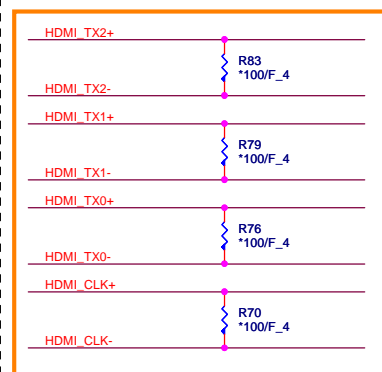 HDMI_TX2+
R83
*100/F_4
HDMI_TX2-
HDMI_TX1+
R79
*100/F_4
HDMI_TX1-
HDMI_TX0+
R76
*100/F_4
HDMI_TX0-
HDMI_CLK+
R70
*100/F_4
HDMI_CLK-